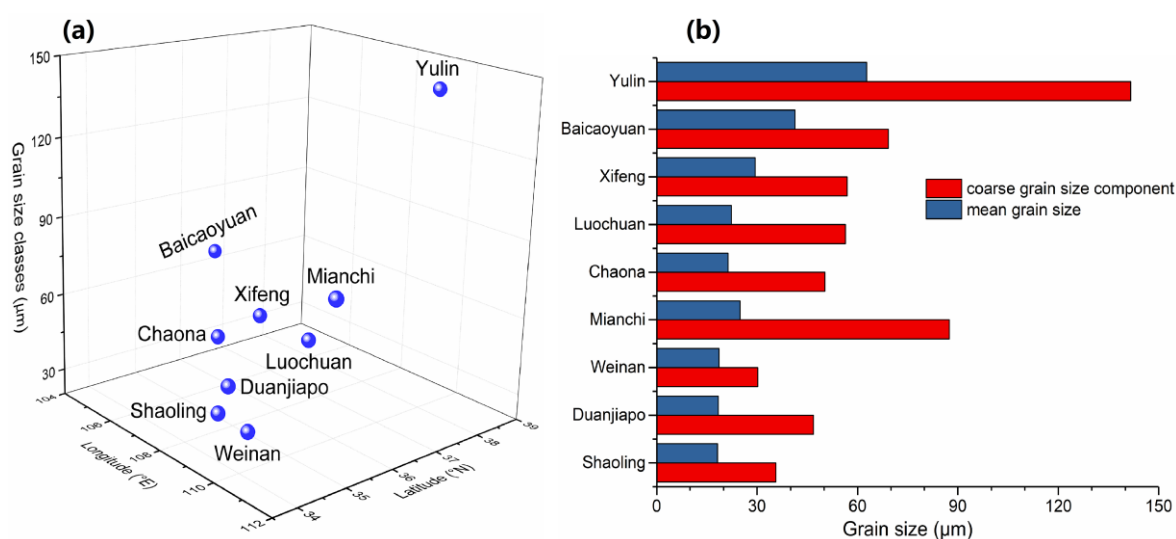 (a)
150
120
90
60
30
Grain size classes (µm)
104
106
108
110
112
Longitude (°E)
34
35
36
37
38
39
Latitude (°N)
Yulin
Baicaoyuan
Xifeng
Mianchi
Chaona
Luochuan
Duanjiapo
Shaoling
Weinan
(b)
Yulin
Baicaoyuan
Xifeng
Luochuan
Chaona
Mianchi
Weinan
Duanjiapo
Shaoling
coarse grain size component
mean grain size
0 30 60 90 120 150
Grain size (µm)